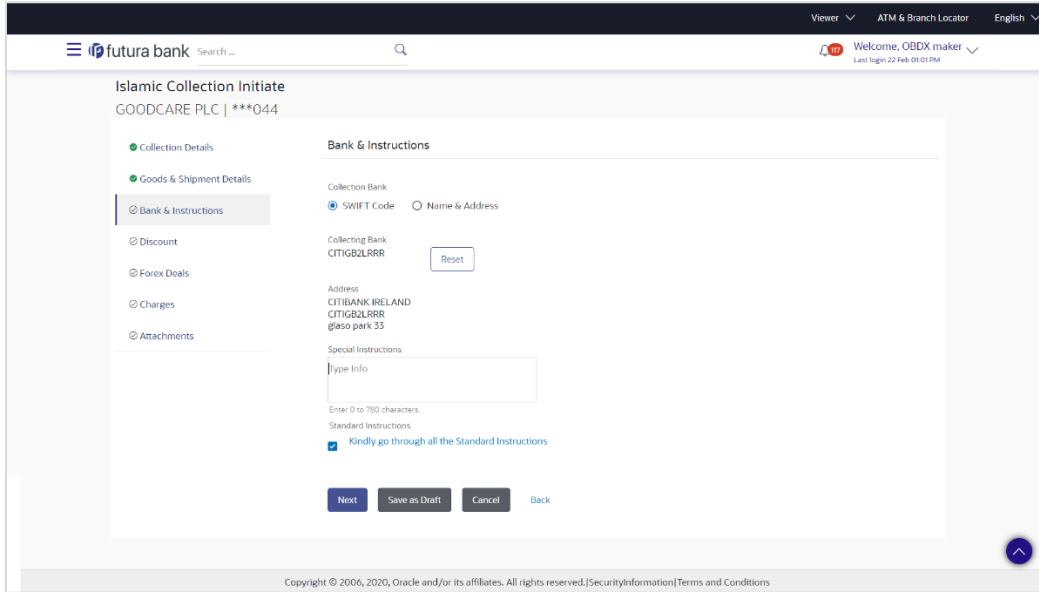 Viewer ATM & Branch Locator English
futura bank Search ... 117 Welcome, OBDX maker
Last login 22 Feb 01:01 PM
Islamic Collection Initiate
GOODCARE PLC | ***044
Collection Details
Goods & Shipment Details
Bank & Instructions
Discount
Forex Deals
Charges
Attachments
Bank & Instructions
Collection Bank
SWIFT Code Name & Address
Collecting Bank
CITIGB2LRRR
Reset
Address
CITIBANK IRELAND
CITIGB2LRRR
glaso park 33
Special Instructions
Type Info
Enter 0 to 780 characters.
Standard Instructions
Kindly go through all the Standard Instructions
Next Save as Draft Cancel Back
Copyright © 2006, 2020, Oracle and/or its affiliates. All rights reserved.|SecurityInformation|Terms and Conditions